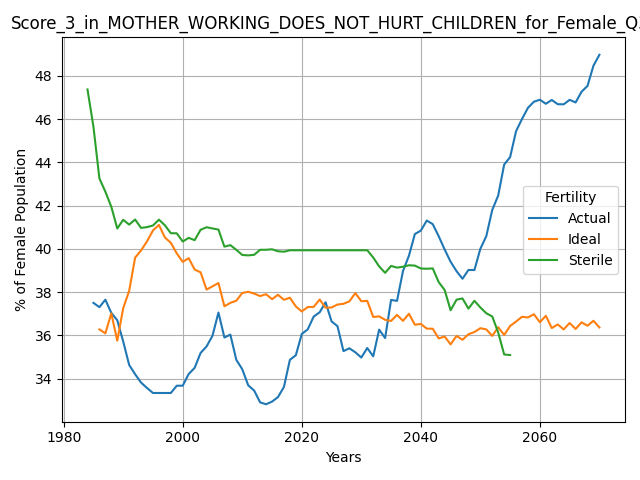 Score_3_in_MOTHER_WORKING_DOES_NOT_HURT_CHILDREN_for_Female_Q
48
46
44
42
40
38
36
34
% of Female Population
Fertility
Actual
Ideal
Sterile
1980
2000
2020
2040
2060
Years